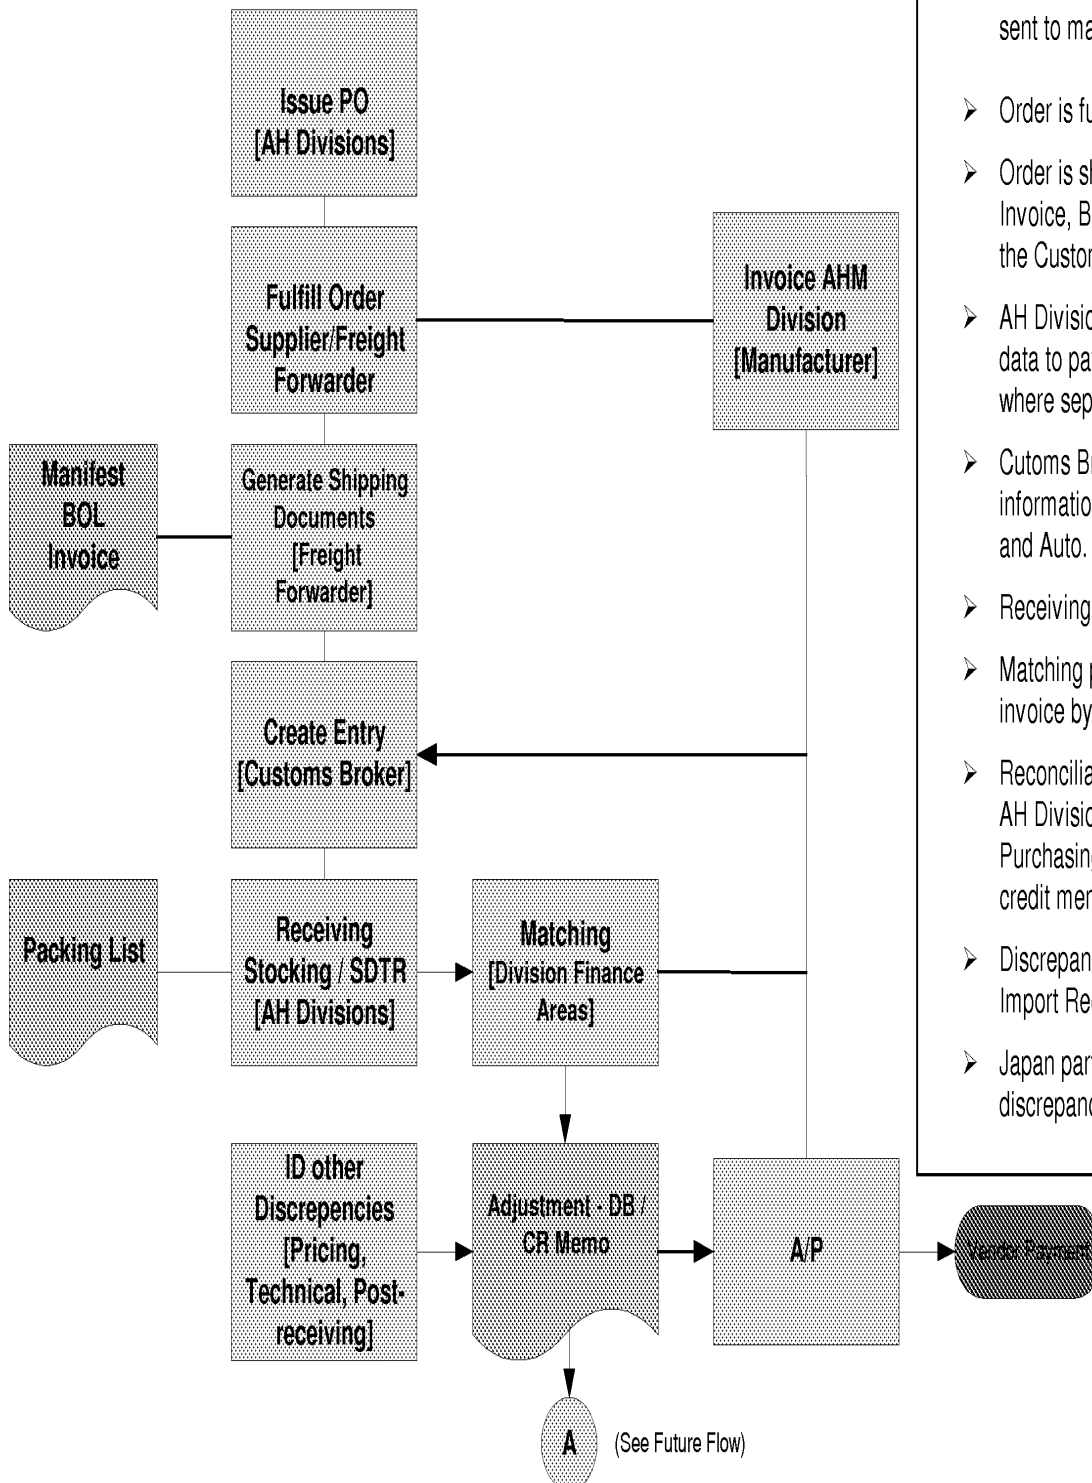 Issue PO
[AH Divisions]
Fulfill Order
Supplier/Freight
Forwarder
Invoice AHM
Division
[Manufacturer]
Manifest
BOL
Invoice
Generate Shipping
Documents
[Freight
Forwarder]
Create Entry
[Customs Broker]
Packing List
Receiving
Stocking / SDTR
[AH Divisions]
Matching
[Division Finance
Areas]
ID other
Discrepencies
[Pricing,
Technical, Post-
receiving]
Adjustment - DB /
CR Memo
A/P
Vendor Payment
A
(See Future Flow)
sent to ma
➢ Order is fu
➢ Order is sh
Invoice, B
the Custom
➢ AH Divisio
data to pa
where sep
➢ Cutoms Br
informatio
and Auto.
➢ Receiving
➢ Matching p
invoice by
➢ Reconcilia
AH Divisio
Purchasing
credit mem
➢ Discrepan
Import Re
➢ Japan par
discrepanc